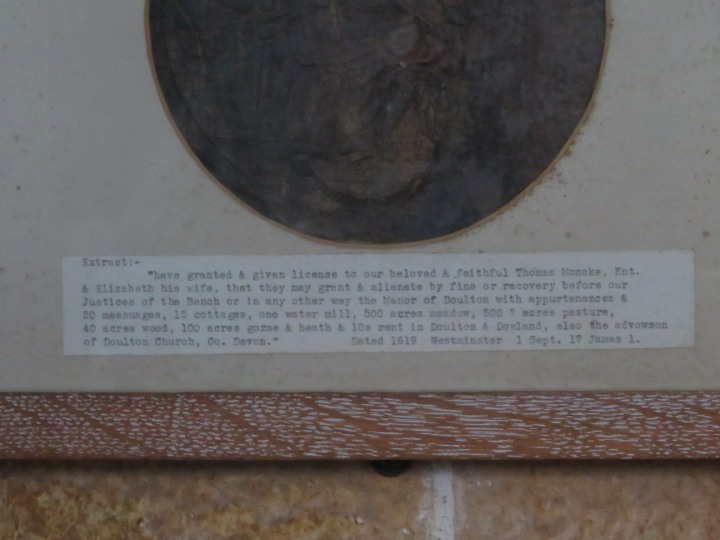 Extract:-
"have granted & given license to our beloved & faithful Thomas Moncke, Knt.
& Elizabeth his wife, that they may grant & alienate by fine or recovery before our
Justices of the Bench or in any other way the Manor of Doulton with appurtenances &
20 messuages, 15 cottages, one water mill, 500 acres meadow, 500 ? acres pasture,
40 acres wood, 100 acres gorse & heath & 10s rent in Doulton & Dowland, also the advowson
of Doulton Church, Co. Devon." Dated 1619 Westminster 1 Sept. 17 James 1.